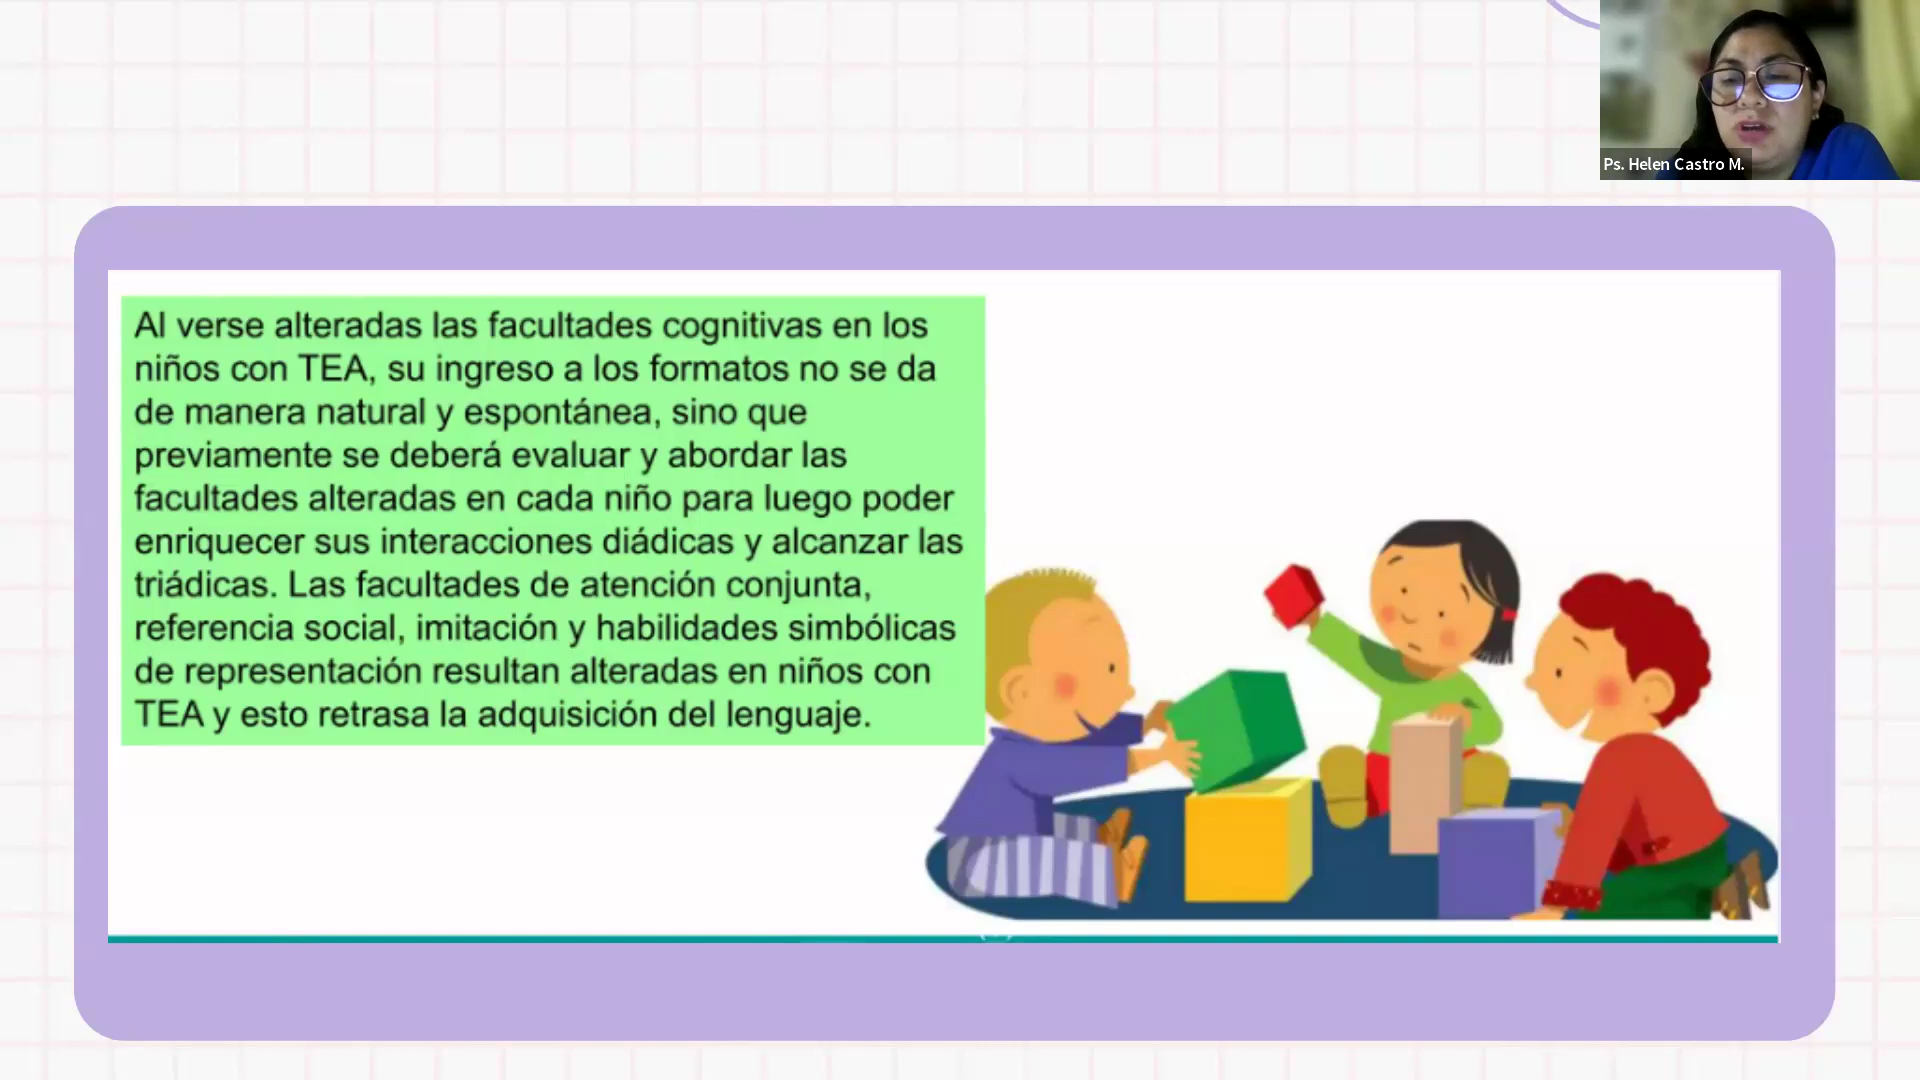 Ps. Helen Castro M.
Al verse alteradas las facultades cognitivas en los
niños con TEA, su ingreso a los formatos no se da
de manera natural y espontánea, sino que
previamente se deberá evaluar y abordar las
facultades alteradas en cada niño para luego poder
enriquecer sus interacciones diádicas y alcanzar las
triádicas. Las facultades de atención conjunta,
referencia social, imitación y habilidades simbólicas
de representación resultan alteradas en niños con
TEA y esto retrasa la adquisición del lenguaje.